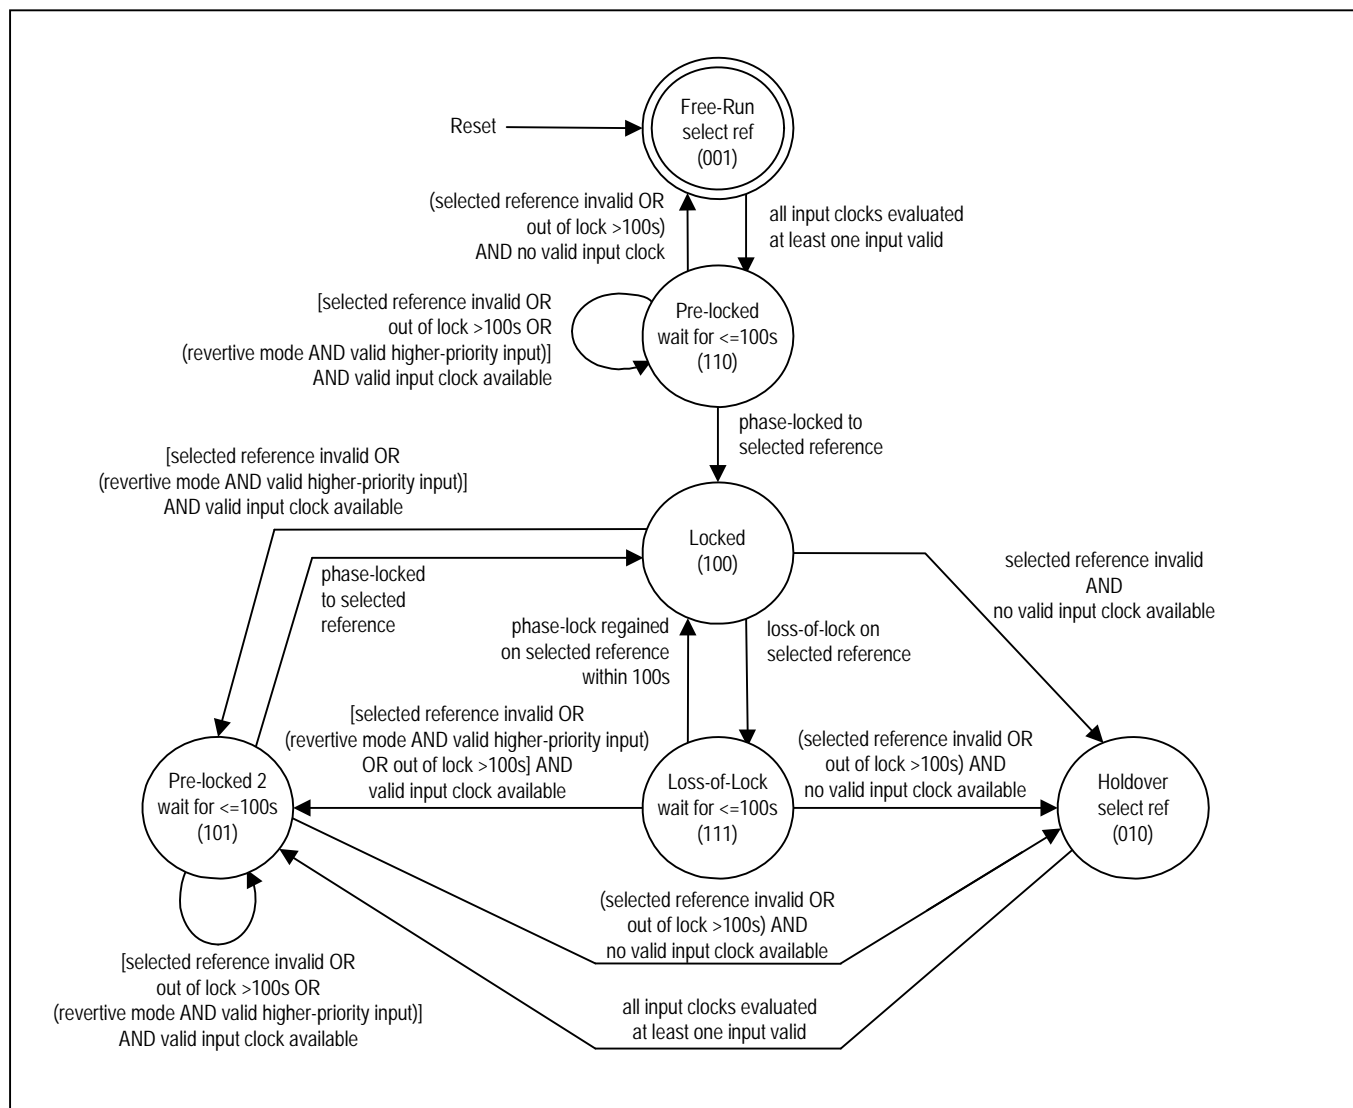 Free-Run
select ref
(001)
Reset
(selected reference invalid OR
out of lock >100s)
AND no valid input clock
all input clocks evaluated
at least one input valid
[selected reference invalid OR
out of lock >100s OR
(revertive mode AND valid higher-priority input)]
AND valid input clock available
Pre-locked
wait for <=100s
(110)
phase-locked to
selected reference
[selected reference invalid OR
(revertive mode AND valid higher-priority input)]
AND valid input clock available
Locked
(100)
phase-locked
to selected
reference
selected reference invalid
AND
no valid input clock available
phase-lock regained
on selected reference
within 100s
loss-of-lock on
selected reference
[selected reference invalid OR
(revertive mode AND valid higher-priority input)
OR out of lock >100s] AND
valid input clock available
(selected reference invalid OR
out of lock >100s) AND
no valid input clock available
Pre-locked 2
wait for <=100s
(101)
Loss-of-Lock
wait for <=100s
(111)
Holdover
select ref
(010)
(selected reference invalid OR
out of lock >100s) AND
no valid input clock available
[selected reference invalid OR
out of lock >100s OR
(revertive mode AND valid higher-priority input)]
AND valid input clock available
all input clocks evaluated
at least one input valid